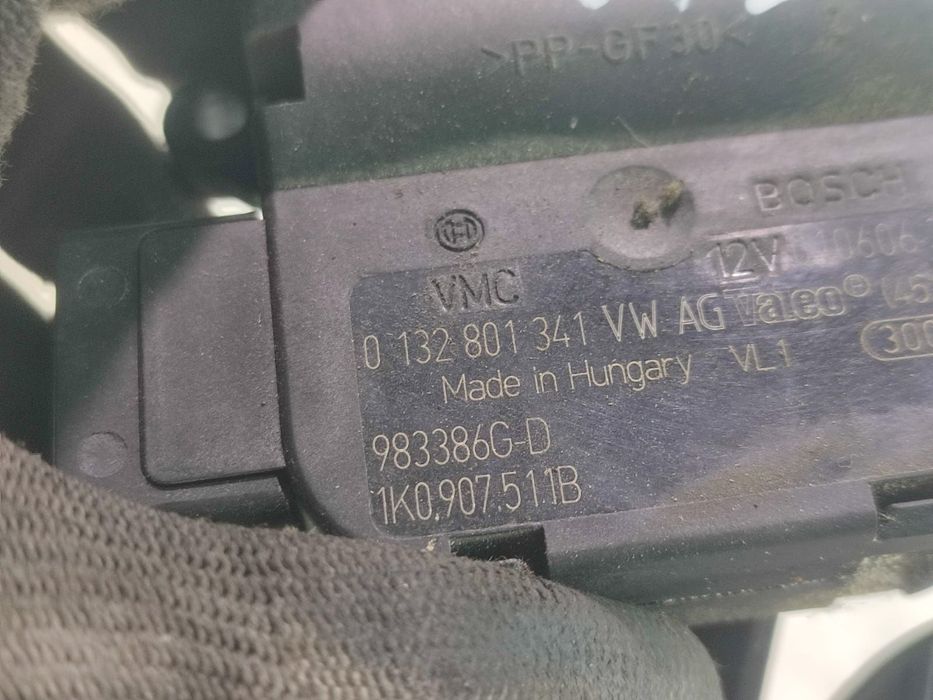 >PP-GF30<
BOSCH
VMC 12V
0 132 801 341 VW AG Valeo®
Made in Hungary VL1 300
983386G-D
1K0.907.511B